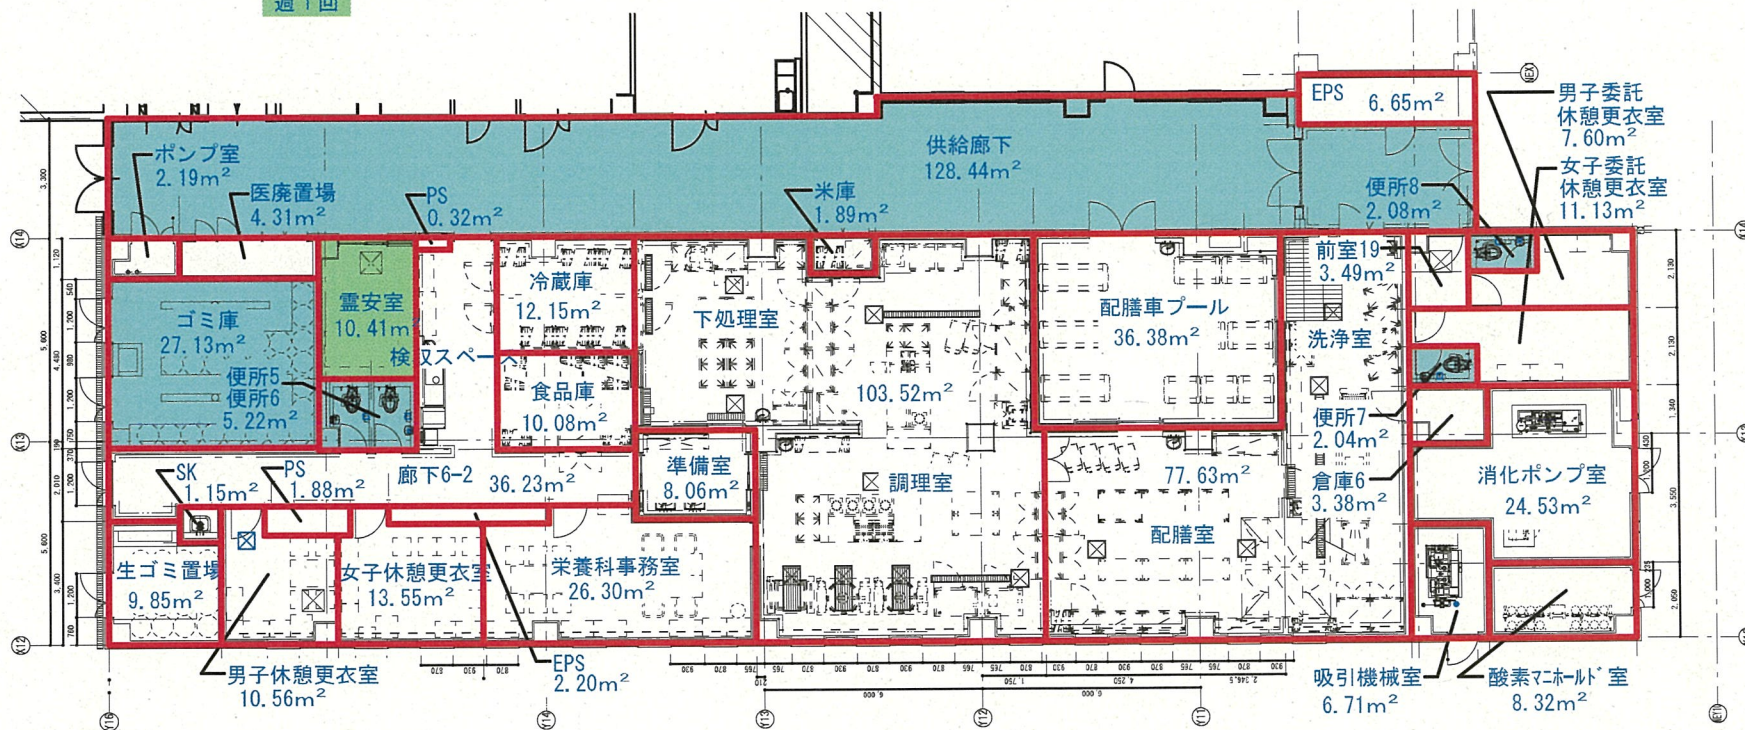 週1回
EPS 6.65m²
男子委託
休憩更衣室
7.60m²
女子委託
休憩更衣室
11.13m²
供給廊下
128.44m²
ポンプ室
2.19m²
医廃置場
4.31m²
PS
0.32m²
米庫
1.89m²
便所8
2.08m²
前室19
3.49m²
冷蔵庫
12.15m²
下処理室
配膳車プール
36.38m²
洗浄室
霊安室
10.41m
ゴミ庫
27.13m²
検収スペース
便所5
便所6
5.22m²
食品庫
10.08m²
103.52m²
便所7
2.04m²
倉庫6
3.38m²
消化ポンプ室
24.53m²
SK
1.15m²
PS
1.88m²
廊下6-2 36.23m²
準備室
8.06m²
調理室
77.63m²
配膳室
生ゴミ置場
9.85m²
女子休憩更衣室
13.55m²
栄養科事務室
26.30m²
男子休憩更衣室
10.56m²
EPS
2.20m²
吸引機械室
6.71m²
酸素マニホールド室
8.32m²